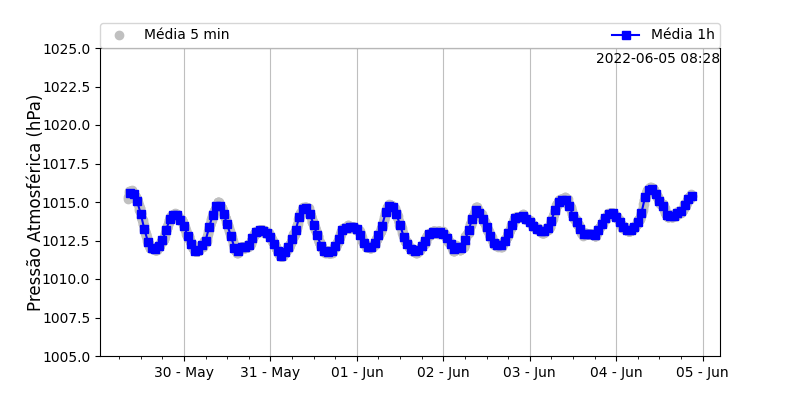 Média 5 min
Média 1h
2022-06-05 08:28
Pressão Atmosférica (hPa)
1025.0
1022.5
1020.0
1017.5
1015.0
1012.5
1010.0
1007.5
1005.0
30 - May
31 - May
01 - Jun
02 - Jun
03 - Jun
04 - Jun
05 - Jun